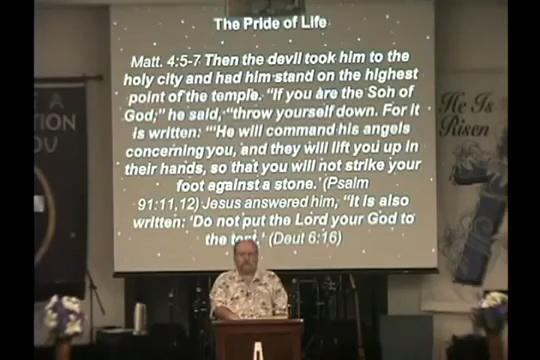 The Pride of Life
Matt. 4:5-7 Then the devil took him to the
holy city and had him stand on the highest
point of the temple. "If you are the Son of
God," he said, "throw yourself down. For it
is written: "'He will command his angels
concerning you, and they will lift you up in
their hands, so that you will not strike your
foot against a stone.' (Psalm
91:11,12) Jesus answered him, "It is also
written: 'Do not put the Lord your God to
the test.' (Deut 6:16)
He Is
Risen